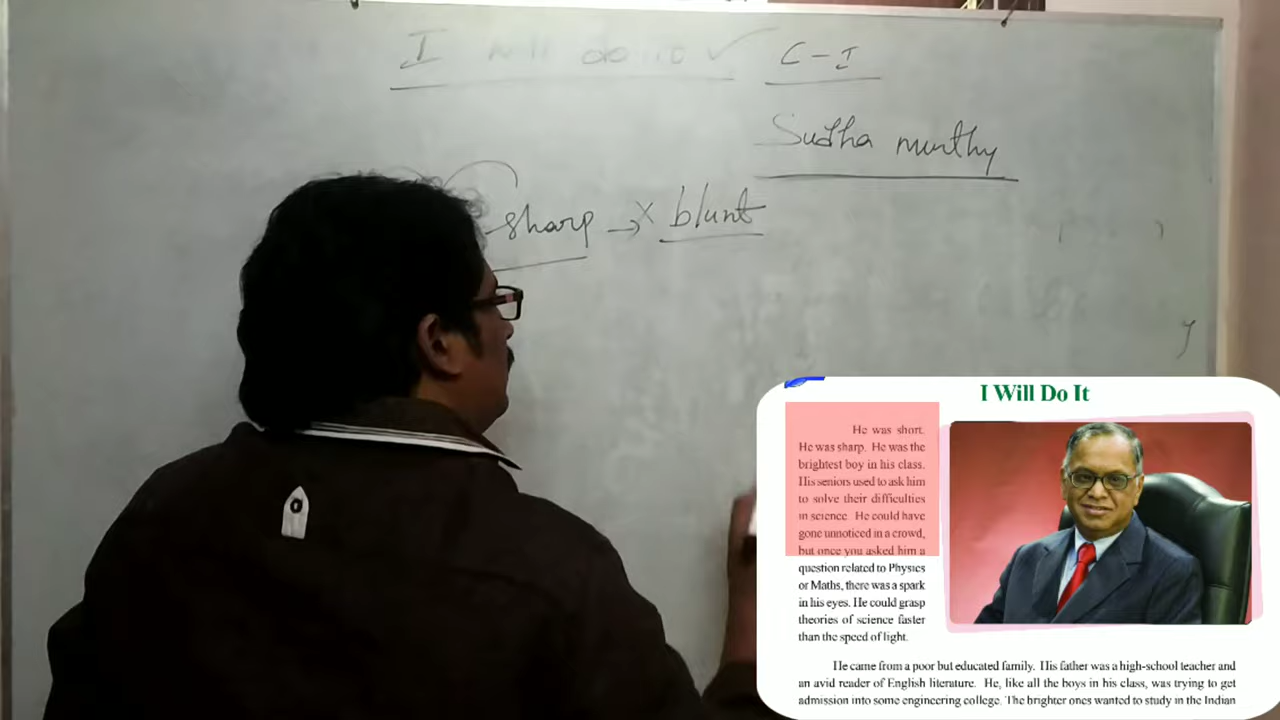 I will do it ✓ C-I
Sudha murthy
sharp → × blunt
I Will Do It
He was short.
He was sharp. He was the
brightest boy in his class.
His seniors used to ask him
to solve their difficulties
in science. He could have
gone unnoticed in a crowd,
but once you asked him a
question related to Physics
or Maths, there was a spark
in his eyes. He could grasp
theories of science faster
than the speed of light.
He came from a poor but educated family. His father was a high-school teacher and
an avid reader of English literature. He, like all the boys in his class, was trying to get
admission into some engineering college. The brighter ones wanted to study in the Indian